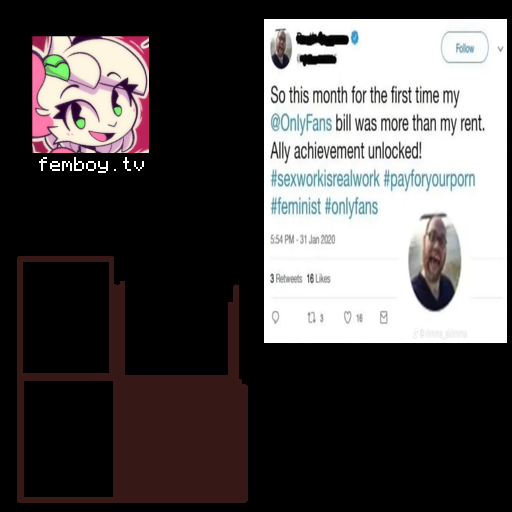 femboy.tv
Follow
So this month for the first time my
@OnlyFans bill was more than my rent.
Ally achievement unlocked!
#sexworkisrealwork #payforyourporn
#feminist #onlyfans
5:54 PM - 31 Jan 2020
3 Retweets 16 Likes
3 16